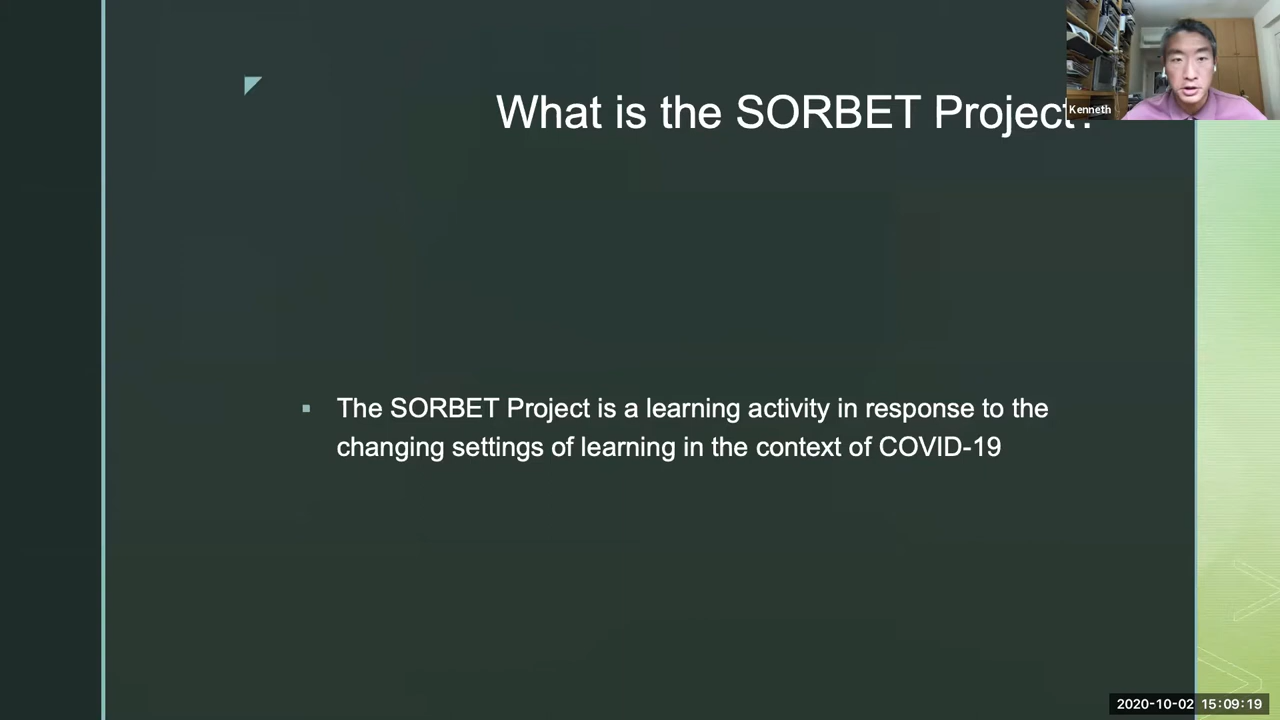 What is the SORBET Project?
Kenneth
▪ The SORBET Project is a learning activity in response to the
changing settings of learning in the context of COVID-19
2020-10-02 15:09:19